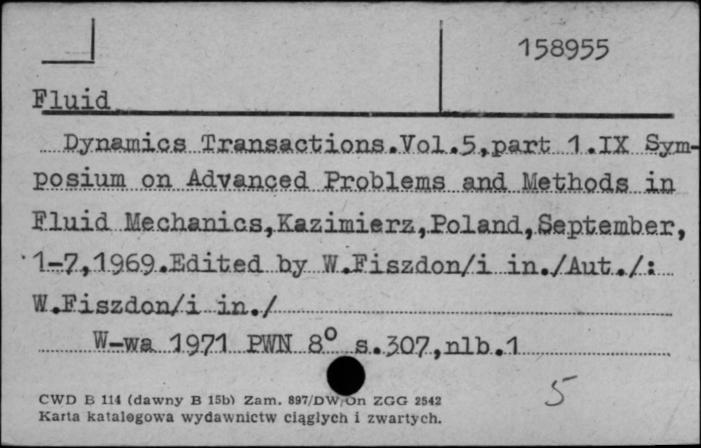 158955
Fluid
Dynamics Transactions.Vol.5,part 1.IX Sym-
posium on Advanced Problems and Methods in
Fluid Mechanics,Kazimierz,Poland,September,
1-7,1969.Edited by W.Fiszdon/i in./Aut./:
W.Fiszdon/i in./
W-wa 1971 PWN 8° s.307,nlb.1
5
CWD B 114 (dawny B 15b) Zam. 897/DW/On ZGG 2542
Karta katalogowa wydawnictw ciągłych i zwartych.